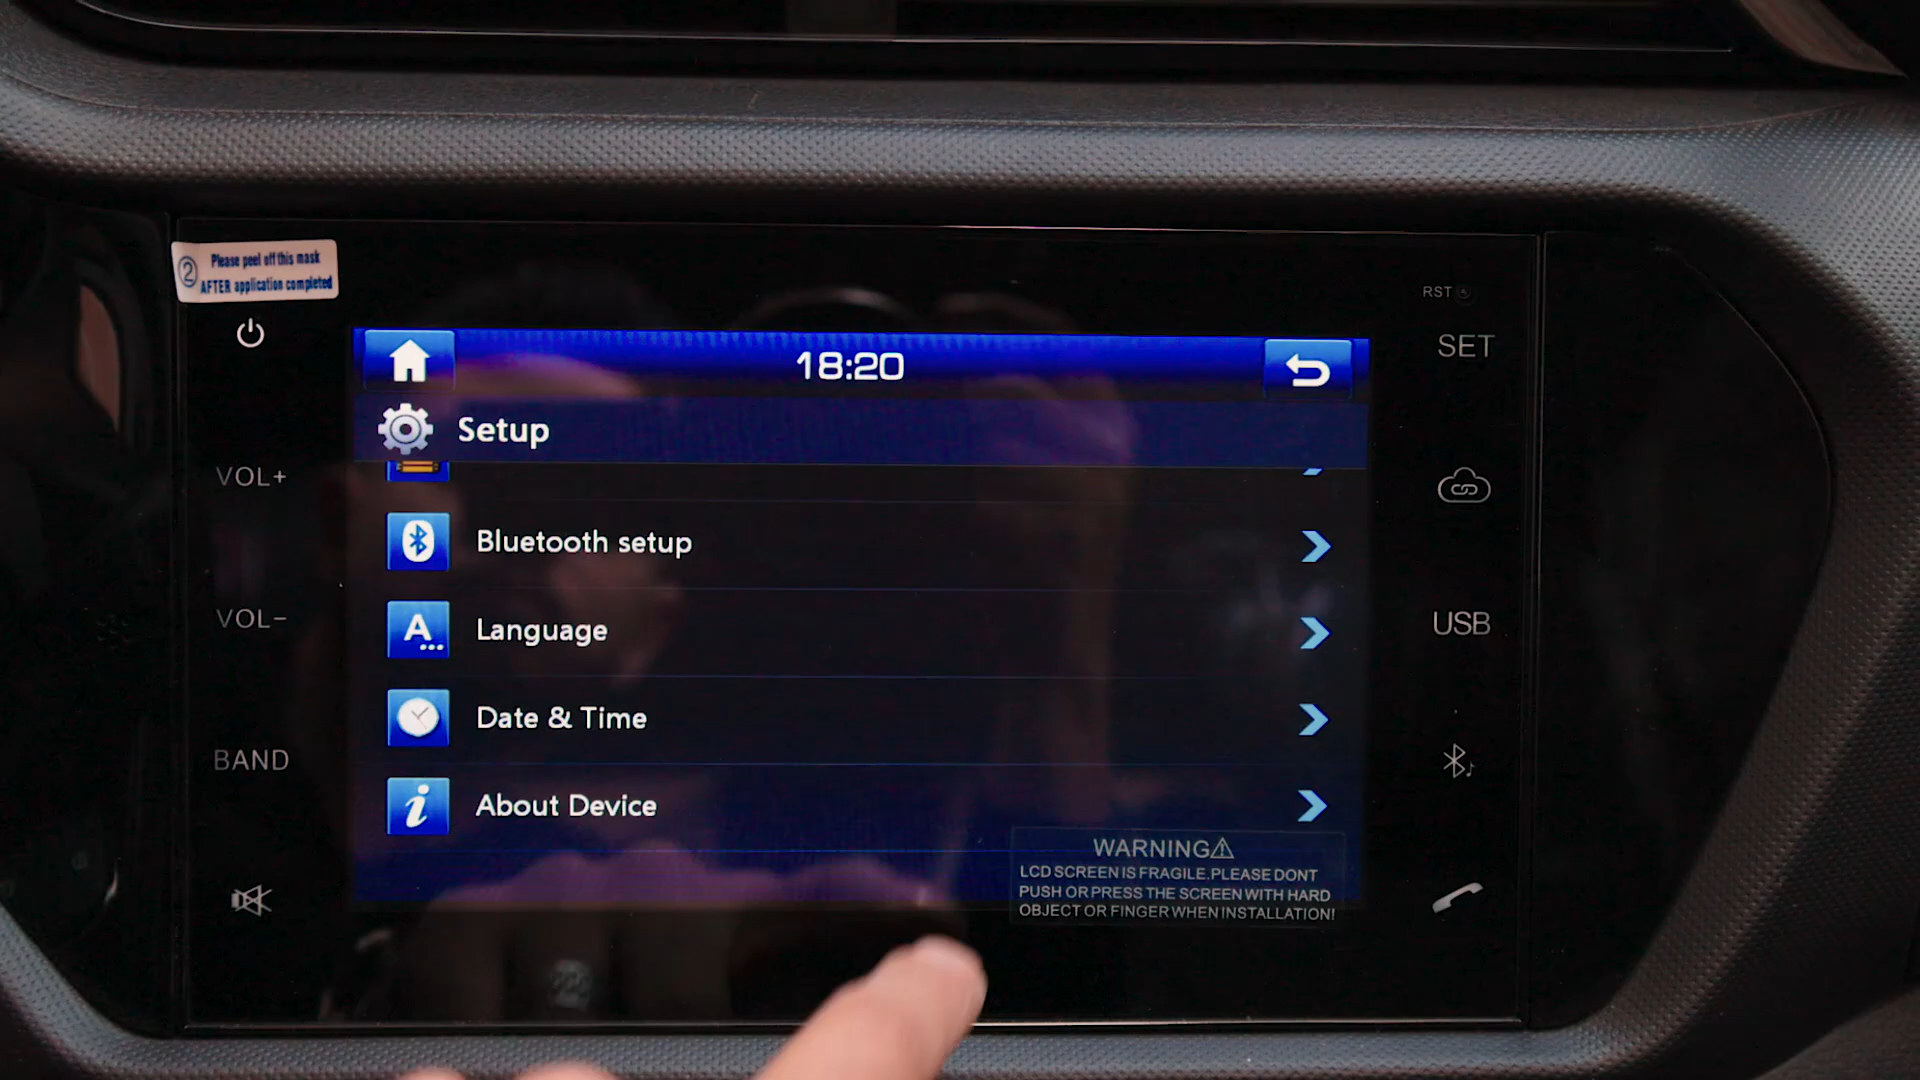 ② Please peel off this mask
AFTER application completed
RST
SET
18:20
Setup
VOL+
Bluetooth setup
Language
VOL-
USB
Date & Time
BAND
About Device
WARNING⚠
LCD SCREEN IS FRAGILE.PLEASE DONT
PUSH OR PRESS THE SCREEN WITH HARD
OBJECT OR FINGER WHEN INSTALLATION!